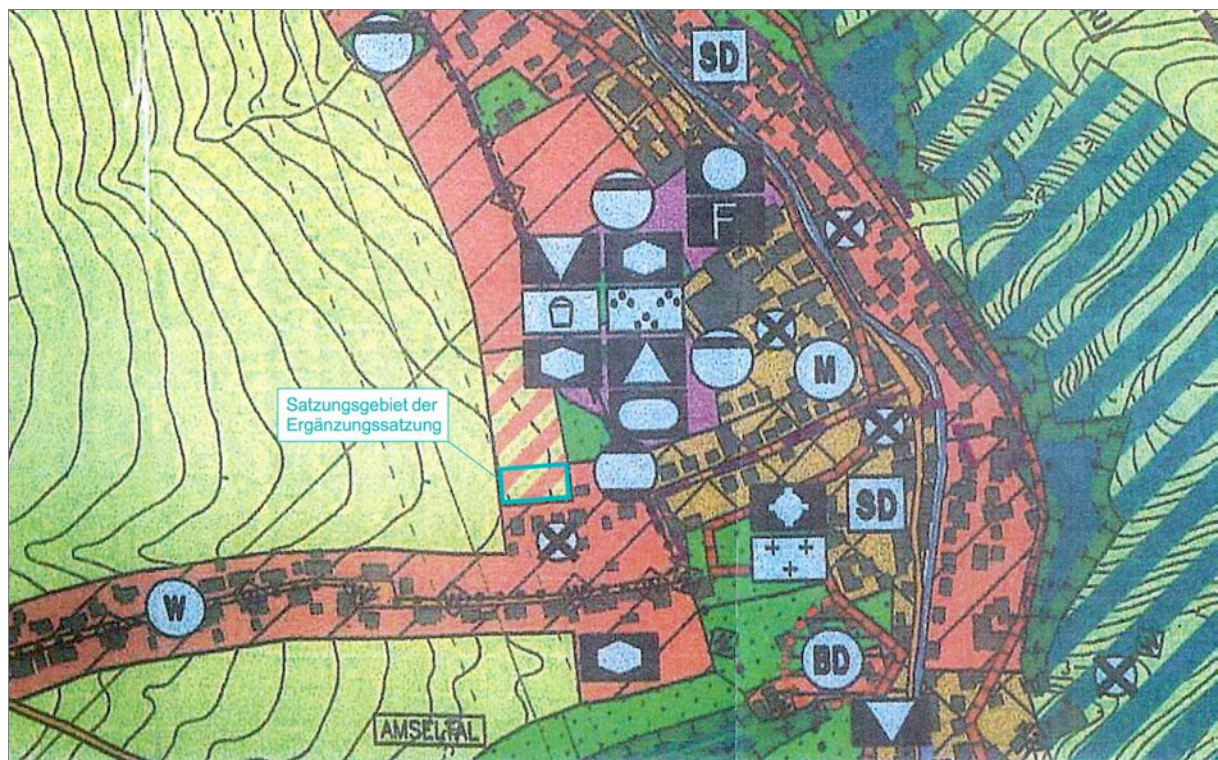 SD
F
M
Satzungsgebiet der
Ergänzungssatzung
SD
W
BD
AMSELTAL